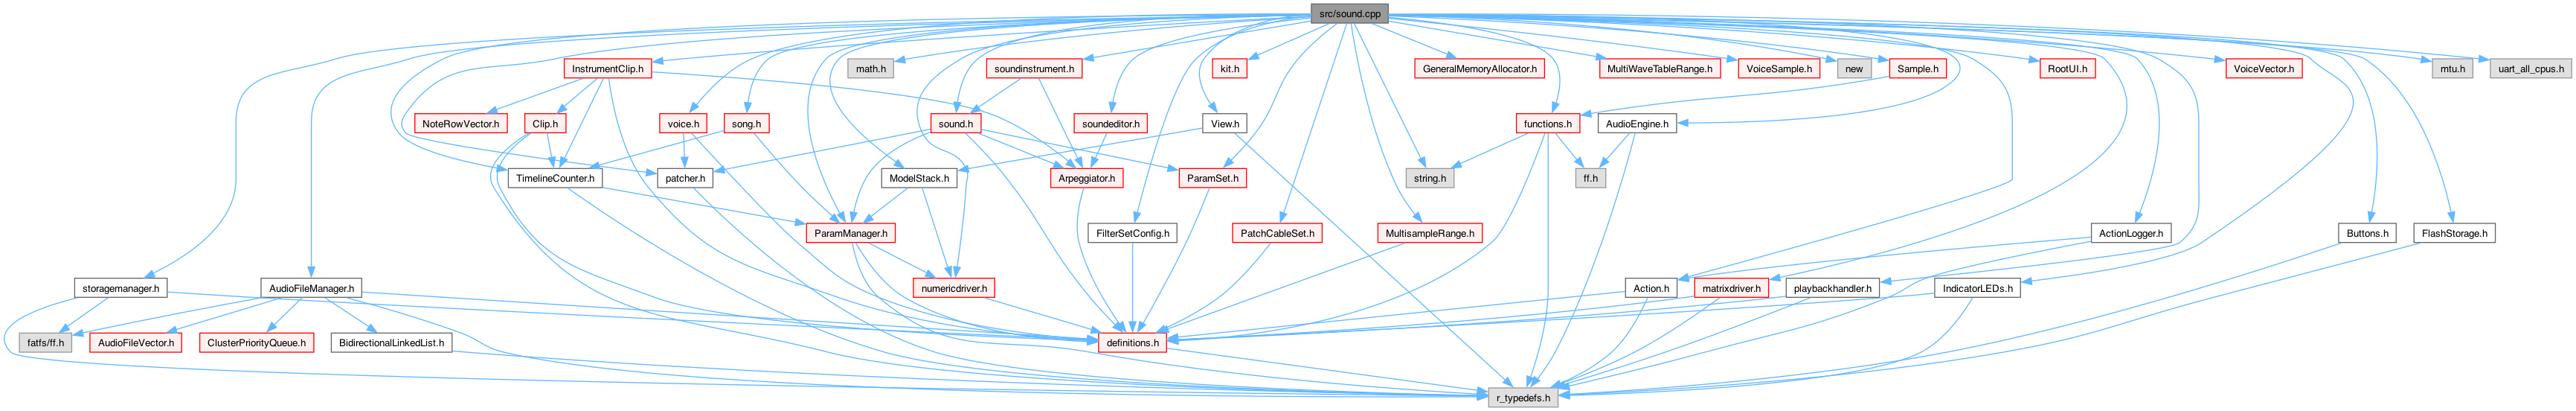 src/sound.cpp
InstrumentClip.h
math.h
soundinstrument.h
kit.h
GeneralMemoryAllocator.h
MultiWaveTableRange.h
VoiceSample.h
new
Sample.h
RootUI.h
VoiceVector.h
mtu.h
uart_all_cpus.h
NoteRowVector.h
Clip.h
voice.h
song.h
sound.h
soundeditor.h
View.h
functions.h
AudioEngine.h
TimelineCounter.h
patcher.h
ModelStack.h
Arpeggiator.h
ParamSet.h
string.h
ff.h
ParamManager.h
FilterSetConfig.h
PatchCableSet.h
MultisampleRange.h
ActionLogger.h
Buttons.h
FlashStorage.h
storagemanager.h
AudioFileManager.h
numericdriver.h
Action.h
matrixdriver.h
playbackhandler.h
IndicatorLEDs.h
fatfs/ff.h
AudioFileVector.h
ClusterPriorityQueue.h
BidirectionalLinkedList.h
definitions.h
r_typedefs.h